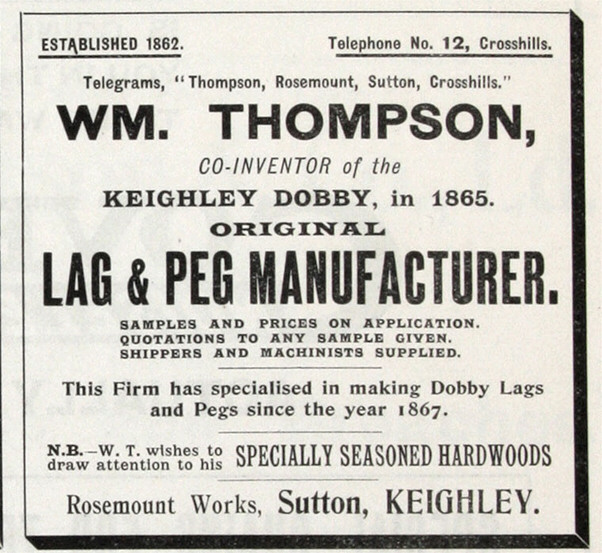 ESTABLISHED 1862. Telephone No. 12, Crosshills.
Telegrams, "Thompson, Rosemount, Sutton, Crosshills."
WM. THOMPSON,
CO-INVENTOR of the
KEIGHLEY DOBBY, in 1865.
ORIGINAL
LAG & PEG MANUFACTURER.
SAMPLES AND PRICES ON APPLICATION.
QUOTATIONS TO ANY SAMPLE GIVEN.
SHIPPERS AND MACHINISTS SUPPLIED.
This Firm has specialised in making Dobby Lags
and Pegs since the year 1867.
N.B.—W. T. wishes to
draw attention to his SPECIALLY SEASONED HARDWOODS
Rosemount Works, Sutton, KEIGHLEY.